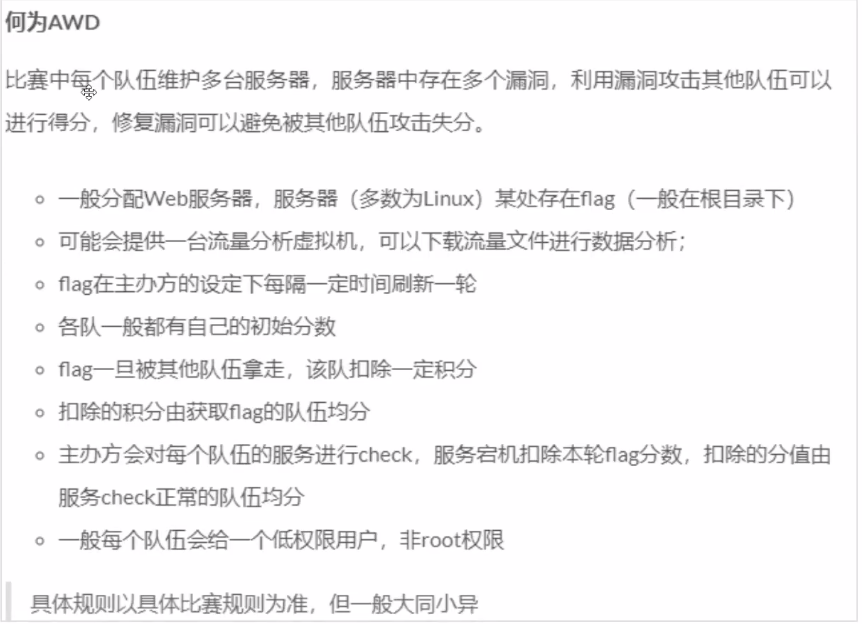 何为AWD
比赛中每个队伍维护多台服务器，服务器中存在多个漏洞，利用漏洞攻击其他队伍可以
进行得分，修复漏洞可以避免被其他队伍攻击失分。
一般分配Web服务器，服务器（多数为Linux）某处存在flag（一般在根目录下）
可能会提供一台流量分析虚拟机，可以下载流量文件进行数据分析；
flag在主办方的设定下每隔一定时间刷新一轮
各队一般都有自己的初始分数
flag一旦被其他队伍拿走，该队扣除一定积分
扣除的积分由获取flag的队伍均分
主办方会对每个队伍的服务进行check，服务宕机扣除本轮flag分数，扣除的分值由
服务check正常的队伍均分
一般每个队伍会给一个低权限用户，非root权限
具体规则以具体比赛规则为准，但一般大同小异